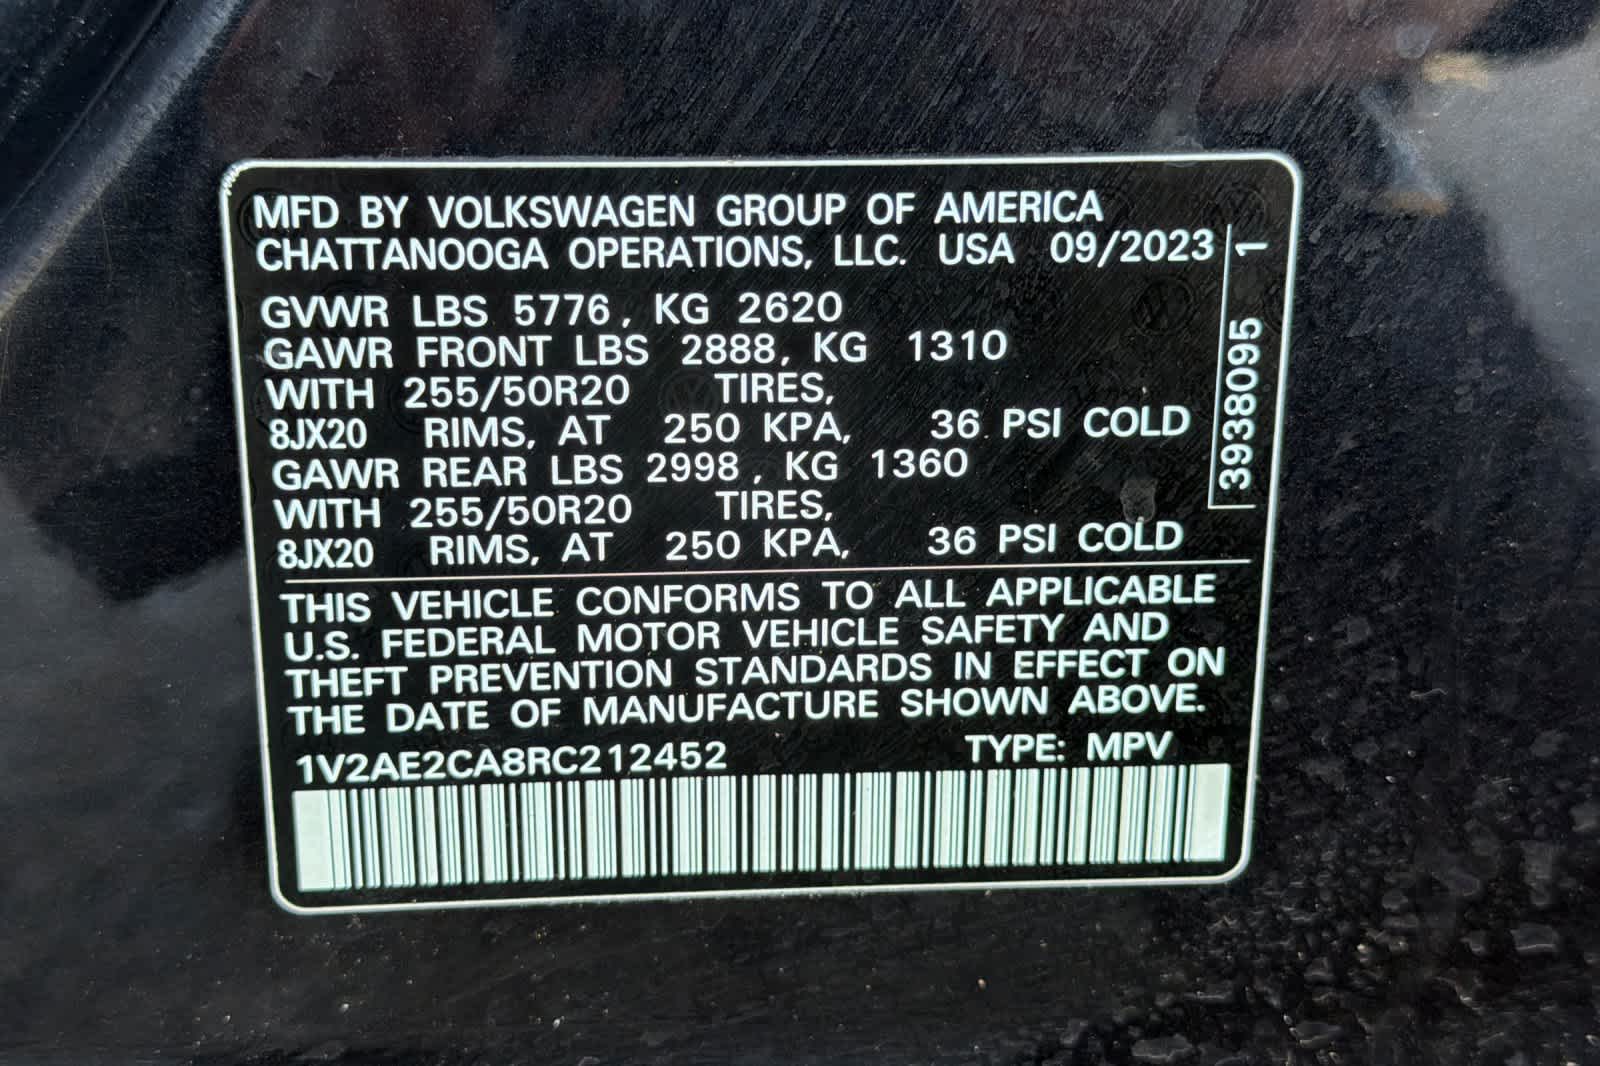 MFD BY VOLKSWAGEN GROUP OF AMERICA
CHATTANOOGA OPERATIONS, LLC. USA 09/2023
GVWR LBS 5776, KG 2620
GAWR FRONT LBS 2888, KG 1310
WITH 255/50R20 TIRES,
8JX20 RIMS, AT 250 KPA, 36 PSI COLD
GAWR REAR LBS 2998, KG 1360
WITH 255/50R20 TIRES,
8JX20 RIMS, AT 250 KPA, 36 PSI COLD
3938095 1
THIS VEHICLE CONFORMS TO ALL APPLICABLE
U.S. FEDERAL MOTOR VEHICLE SAFETY AND
THEFT PREVENTION STANDARDS IN EFFECT ON
THE DATE OF MANUFACTURE SHOWN ABOVE.
1V2AE2CA8RC212452 TYPE: MPV